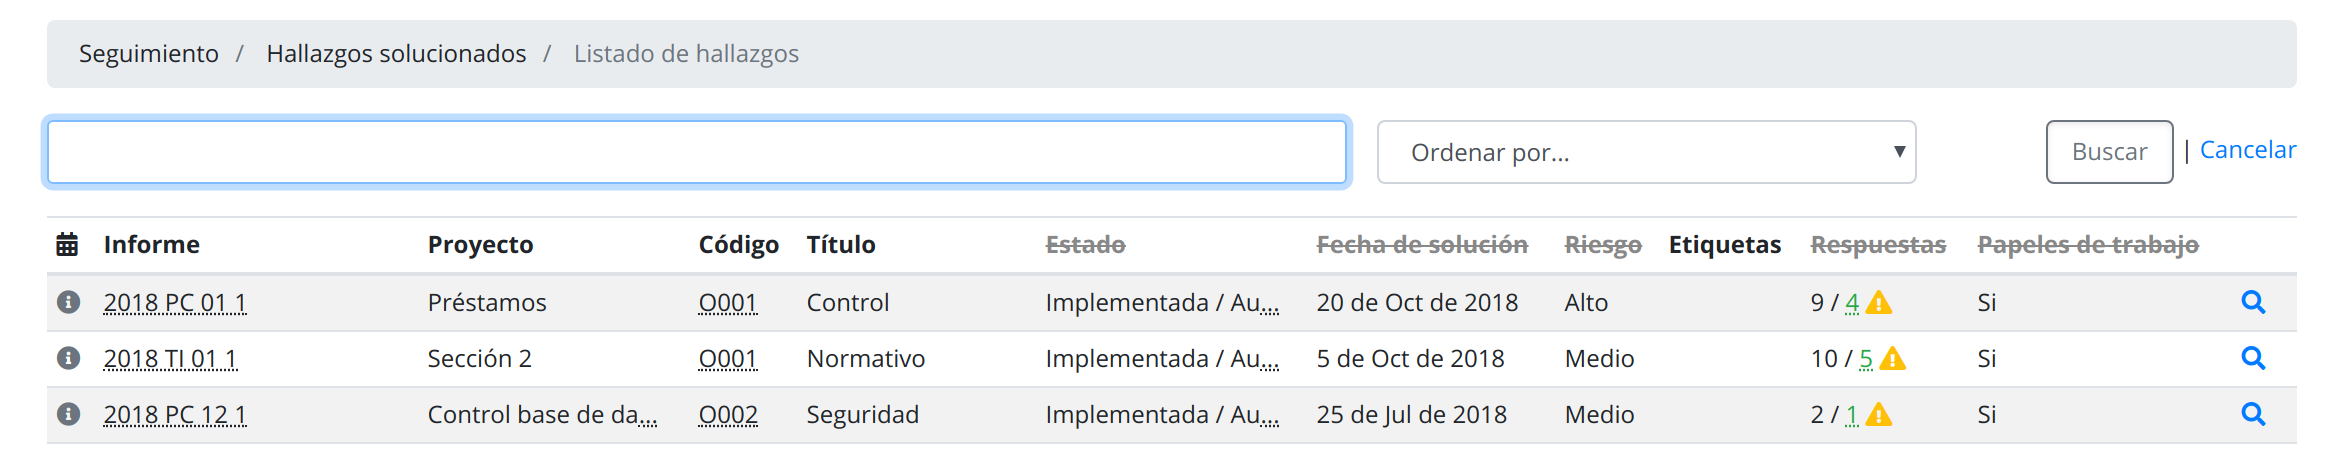 Seguimiento / Hallazgos solucionados / Listado de hallazgos
Ordenar por... Buscar | Cancelar
Informe Proyecto Código Título Estado Fecha de solución Riesgo Etiquetas Respuestas Papeles de trabajo
2018 PC 01 1 Préstamos O001 Control Implementada / Au... 20 de Oct de 2018 Alto 9 / 4 Si
2018 TI 01 1 Sección 2 O001 Normativo Implementada / Au... 5 de Oct de 2018 Medio 10 / 5 Si
2018 PC 12 1 Control base de da... O002 Seguridad Implementada / Au... 25 de Jul de 2018 Medio 2 / 1 Si